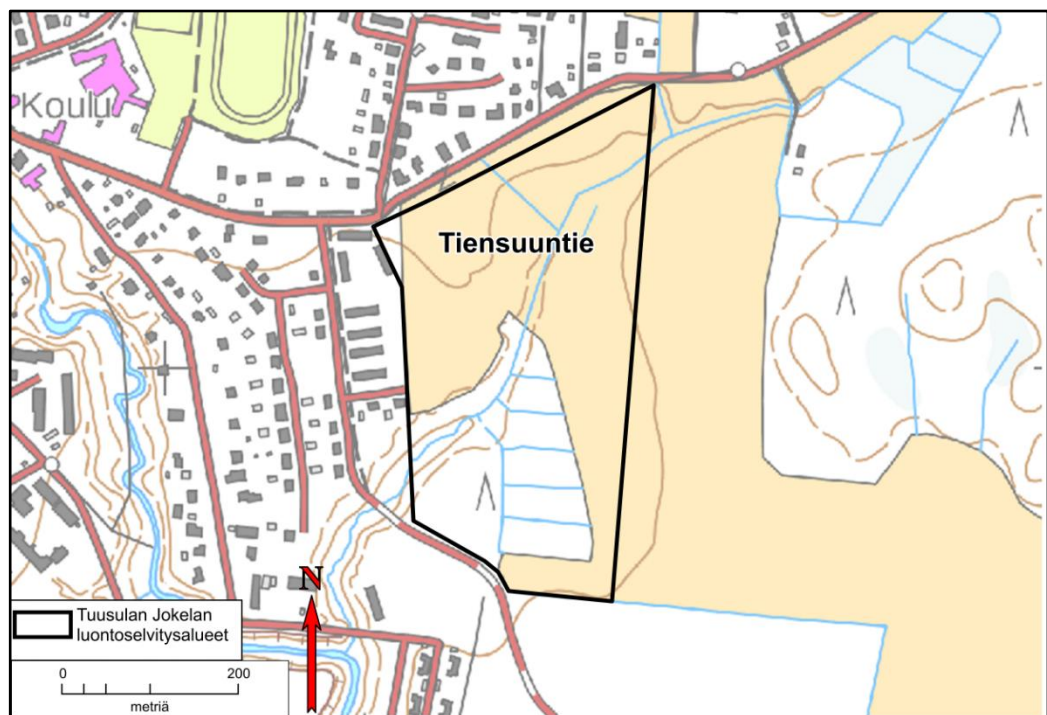 Koulu
Tiensuuntie
N
Tuusulan Jokelan
luontoselvitysalueet
0 200
metriä